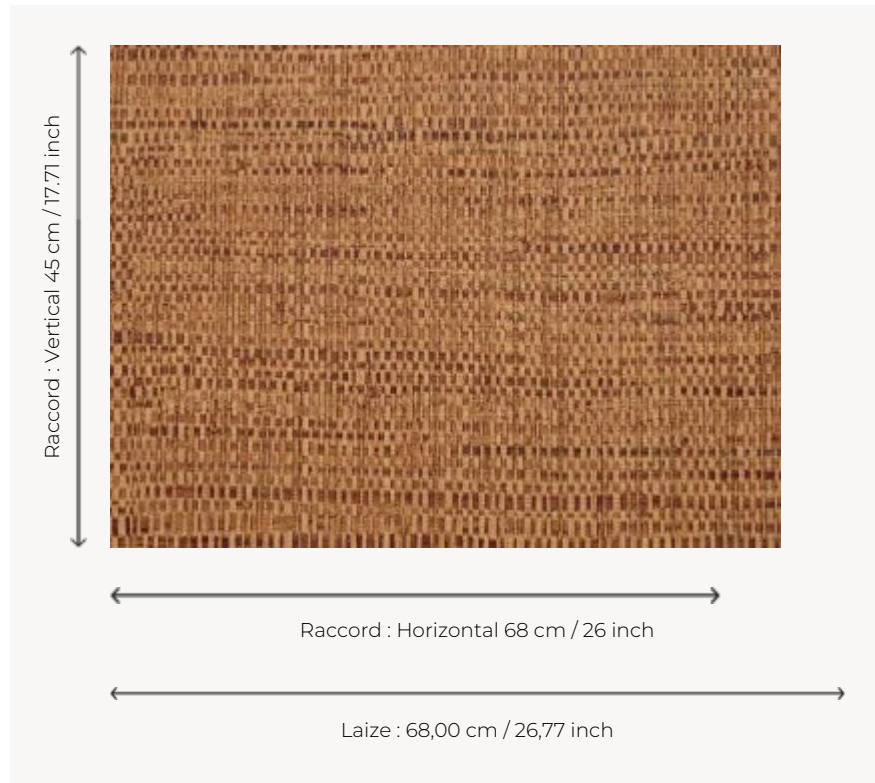 Raccord : Vertical 45 cm / 17.71 inch
Raccord : Horizontal 68 cm / 26 inch
Laize : 68,00 cm / 26,77 inch